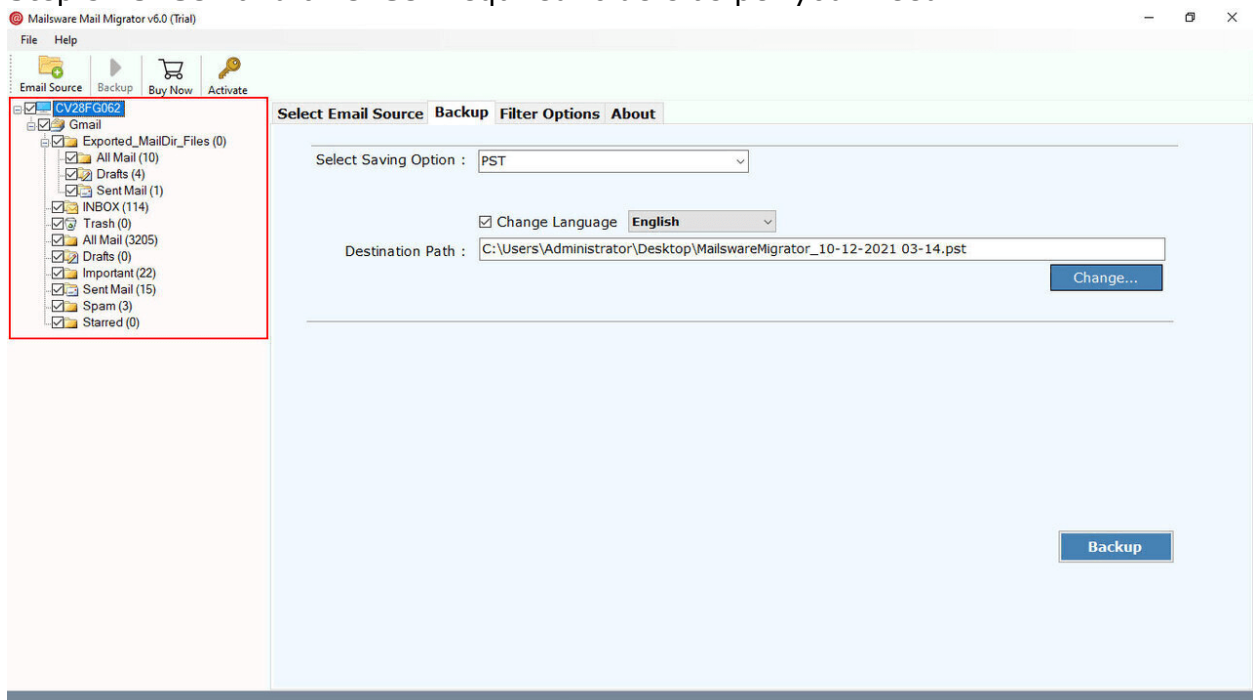 Mailsware Mail Migrator v6.0 (Trial)
File Help
Email Source Backup Buy Now Activate
CV28FG062
Gmail
Exported_MailDir_Files (0)
All Mail (10)
Drafts (4)
Sent Mail (1)
INBOX (114)
Trash (0)
All Mail (3205)
Drafts (0)
Important (22)
Sent Mail (15)
Spam (3)
Starred (0)
Select Email Source Backup Filter Options About
Select Saving Option : PST
Change Language English
Destination Path : C:\Users\Administrator\Desktop\MailswareMigrator_10-12-2021 03-14.pst
Change...
Backup